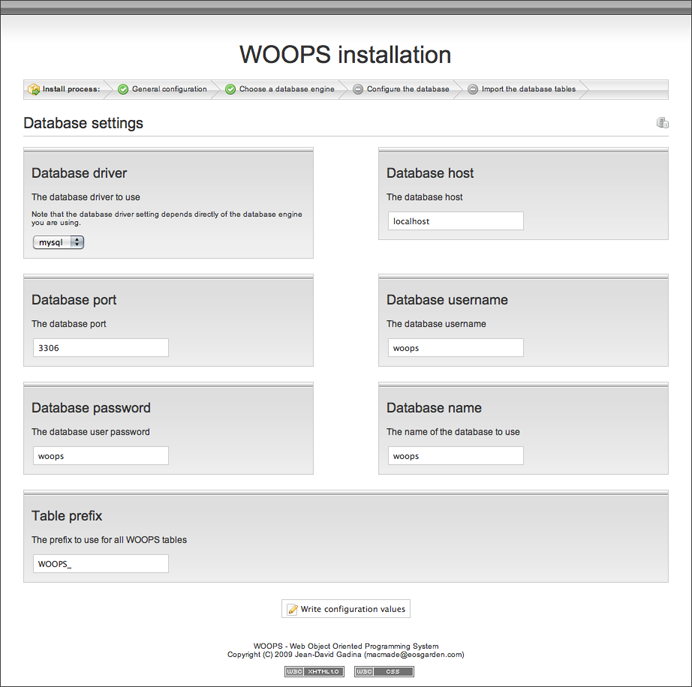 WOOPS installation
Install process: General configuration Choose a database engine Configure the database Import the database tables
Database settings
Database driver
The database driver to use
Note that the database driver setting depends directly of the database engine
you are using.
mysql
Database host
The database host
localhost
Database port
The database port
3306
Database username
The database username
woops
Database password
The database user password
woops
Database name
The name of the database to use
woops
Table prefix
The prefix to use for all WOOPS tables
WOOPS_
Write configuration values
WOOPS - Web Object Oriented Programming System
Copyright (C) 2009 Jean-David Gadina (macmade@eosgarden.com)
W3C XHTML 1.0 W3C CSS